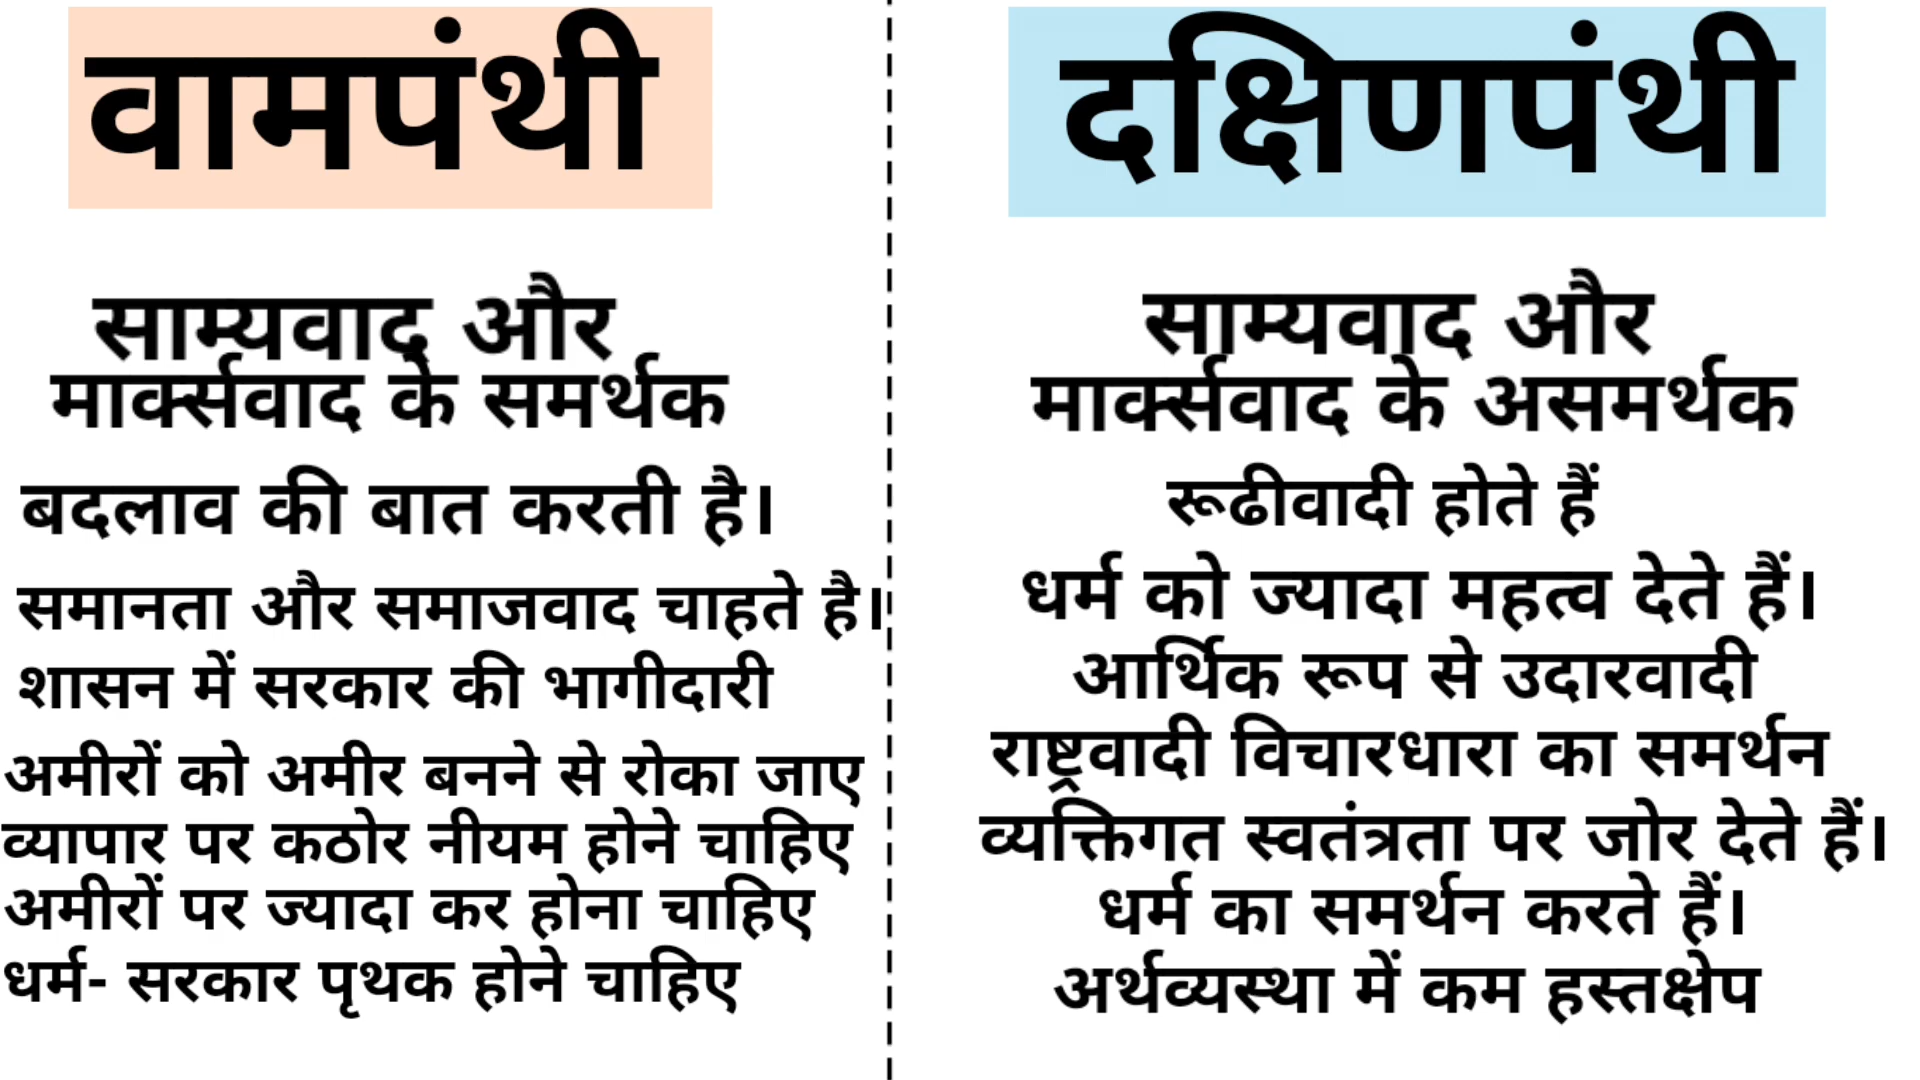 वामपंथी
साम्यवाद और
मार्क्सवाद के समर्थक
बदलाव की बात करती है।
समानता और समाजवाद चाहते है।
शासन में सरकार की भागीदारी
अमीरों को अमीर बनने से रोका जाए
व्यापार पर कठोर नीयम होने चाहिए
अमीरों पर ज्यादा कर होना चाहिए
धर्म- सरकार पृथक होने चाहिए
दक्षिणपंथी
साम्यवाद और
मार्क्सवाद के असमर्थक
रूढीवादी होते हैं
धर्म को ज्यादा महत्व देते हैं।
आर्थिक रूप से उदारवादी
राष्ट्रवादी विचारधारा का समर्थन
व्यक्तिगत स्वतंत्रता पर जोर देते हैं।
धर्म का समर्थन करते हैं।
अर्थव्यस्था में कम हस्तक्षेप